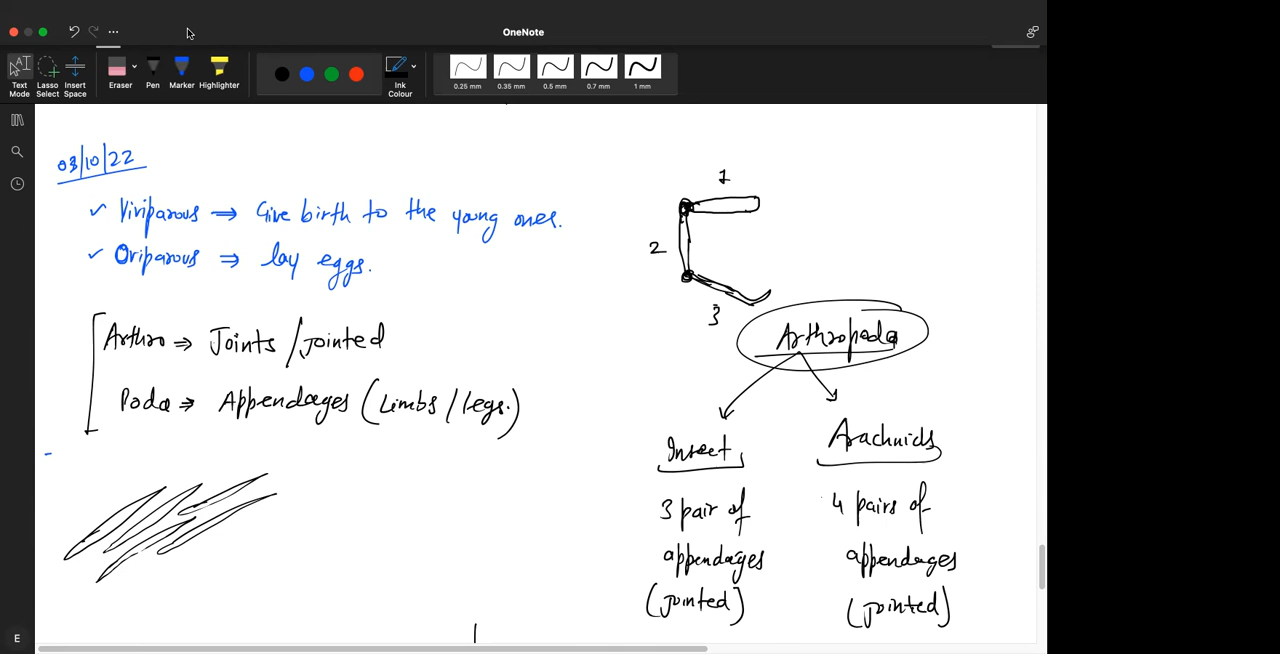 OneNote
Text Mode
Lasso Select
Insert Space
Eraser
Pen
Marker
Highlighter
Ink Colour
0.25 mm
0.35 mm
0.5 mm
0.7 mm
1 mm
03/10/22
✓ Viviparous ⇒ Give birth to the young ones.
✓ Oviparous ⇒ lay eggs.
Arthro ⇒ Joints / Jointed
Poda ⇒ Appendages (Limbs / legs.)
1
2
3
Arthropoda
Insect
3 pair of
appendages
(Jointed)
Arachnids
4 pairs of
appendages
(Jointed)
E